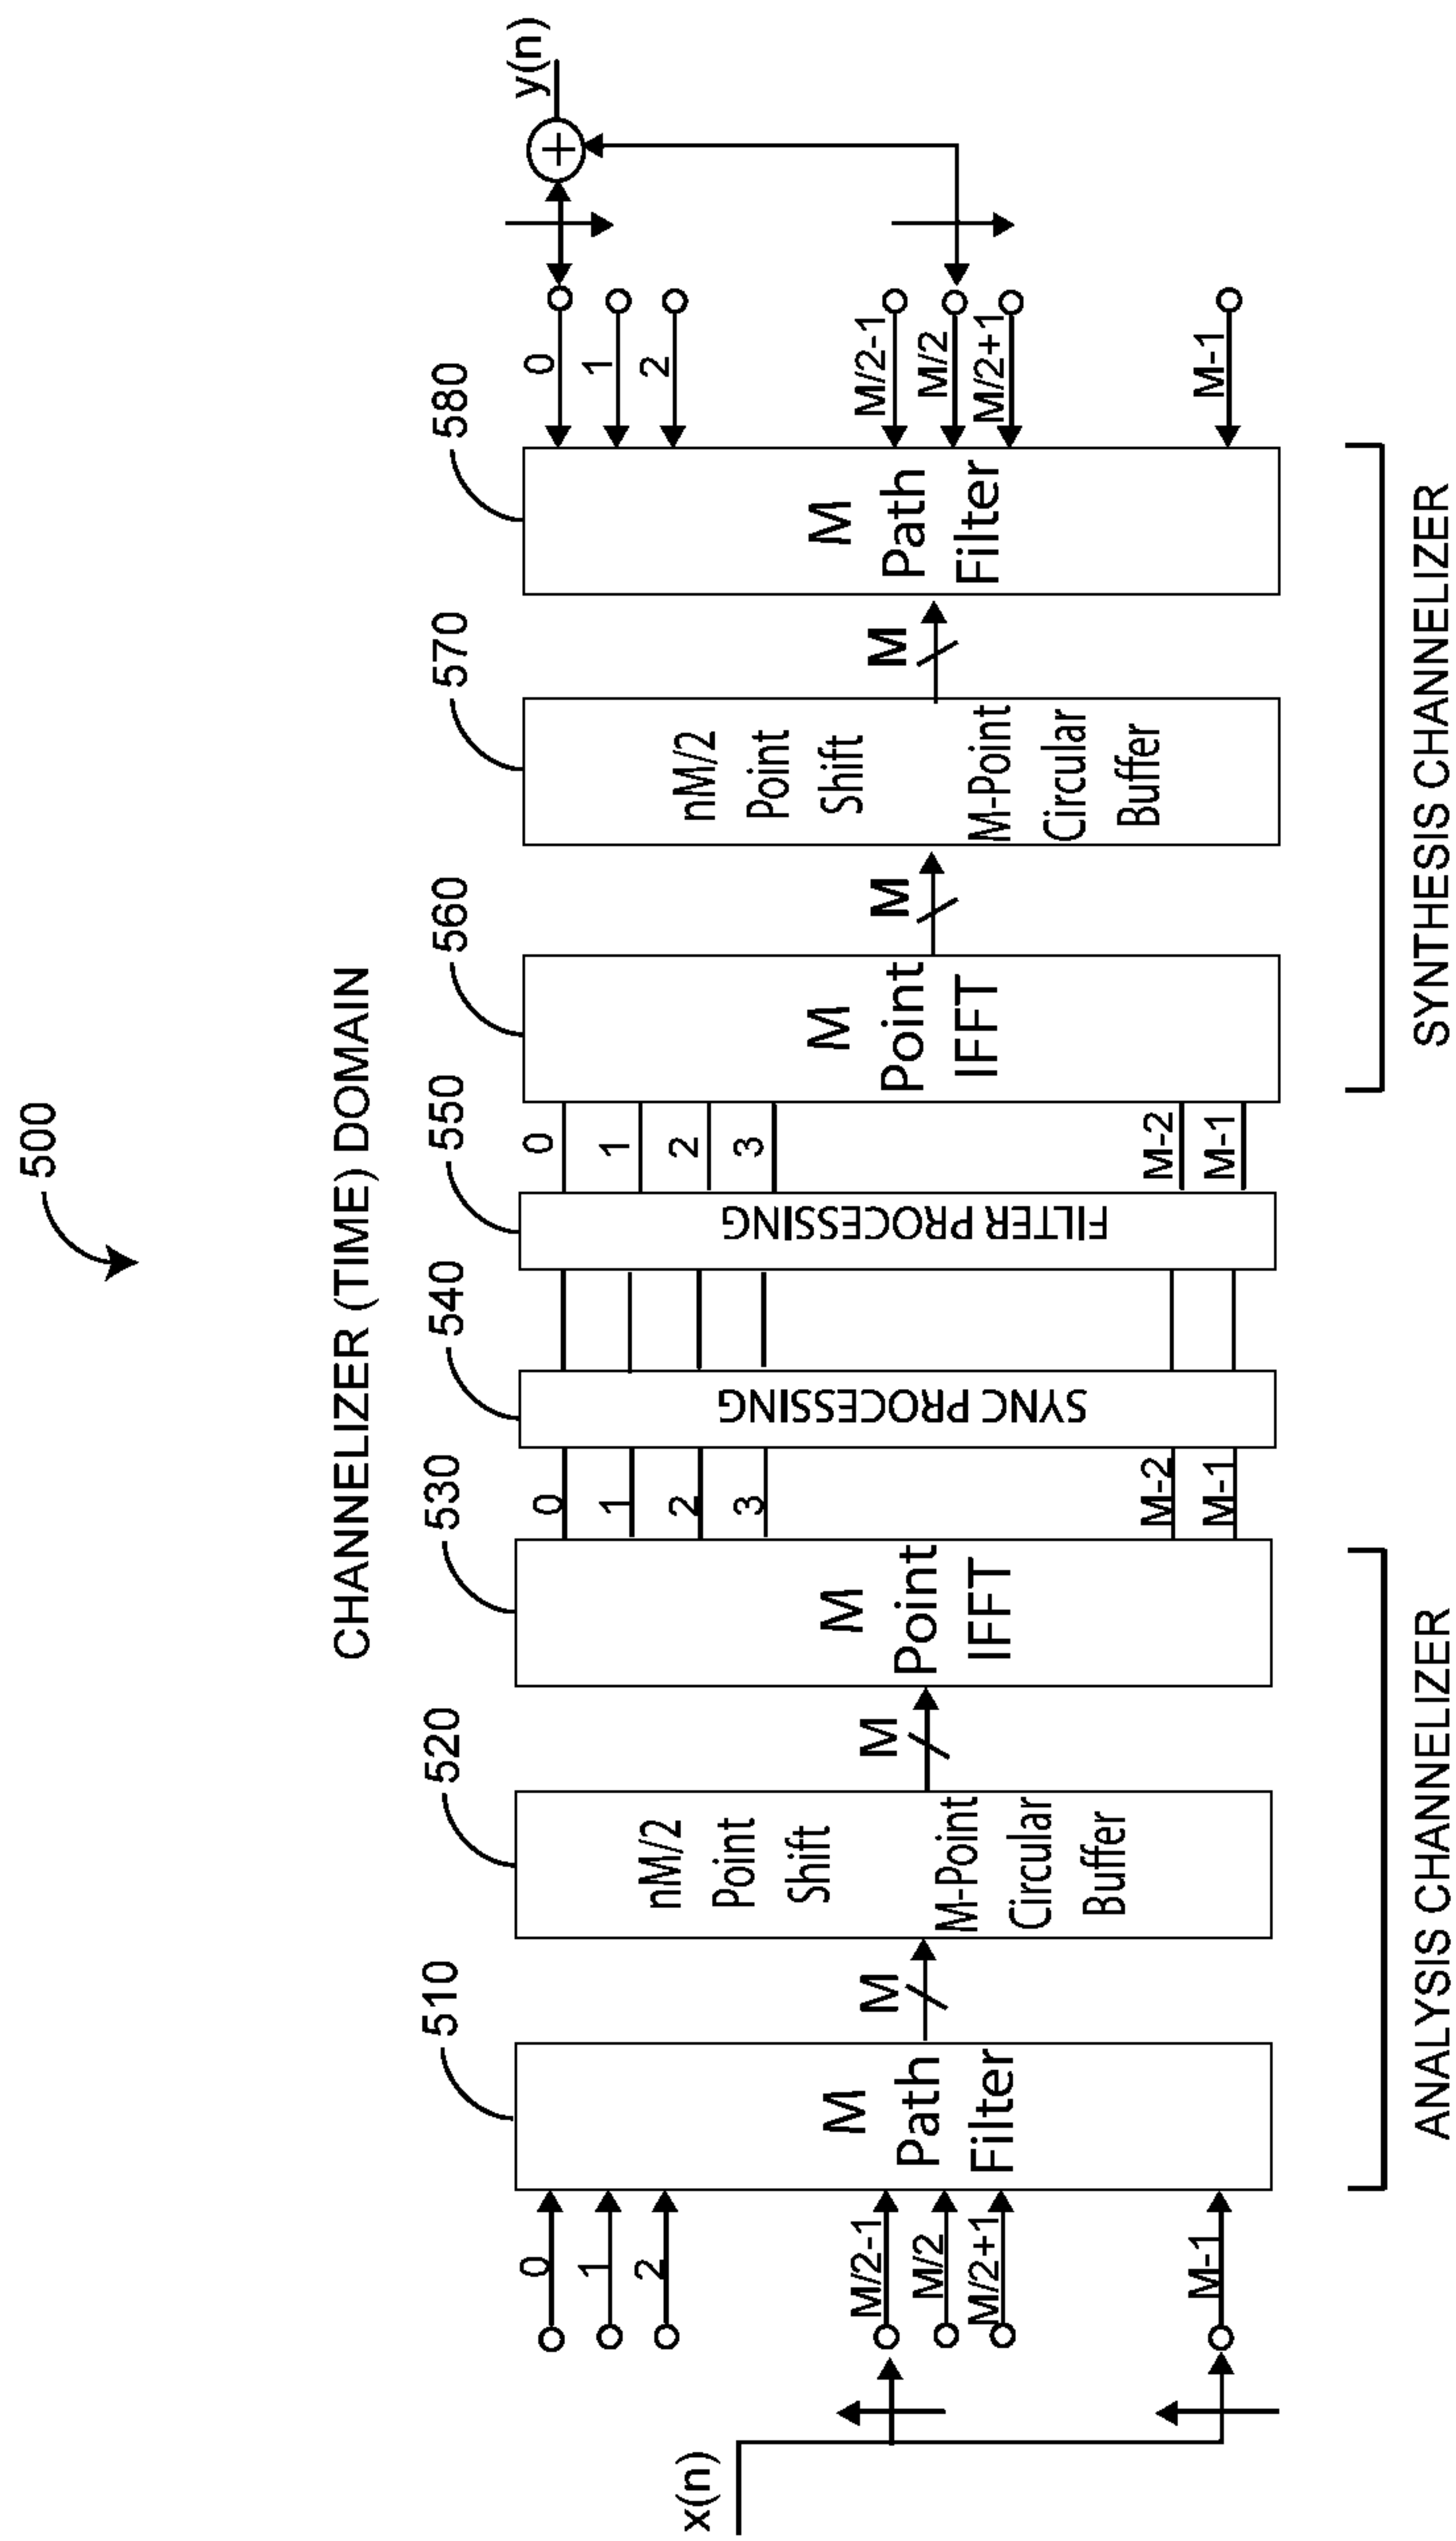 500
CHANNELIZER (TIME) DOMAIN
x(n)
0
1
2
M/2-1
M/2
M/2+1
M-1
510
M
Path
Filter
M
520
nM/2
Point
Shift
M-Point
Circular
Buffer
M
530
M
Point
IFFT
0
1
2
3
M-2
M-1
540
SYNC PROCESSING
550
FILTER PROCESSING
0
1
2
3
M-2
M-1
560
M
Point
IFFT
M
570
nM/2
Point
Shift
M-Point
Circular
Buffer
M
580
M
Path
Filter
0
1
2
M/2-1
M/2
M/2+1
M-1
+
y(n)
ANALYSIS CHANNELIZER
SYNTHESIS CHANNELIZER